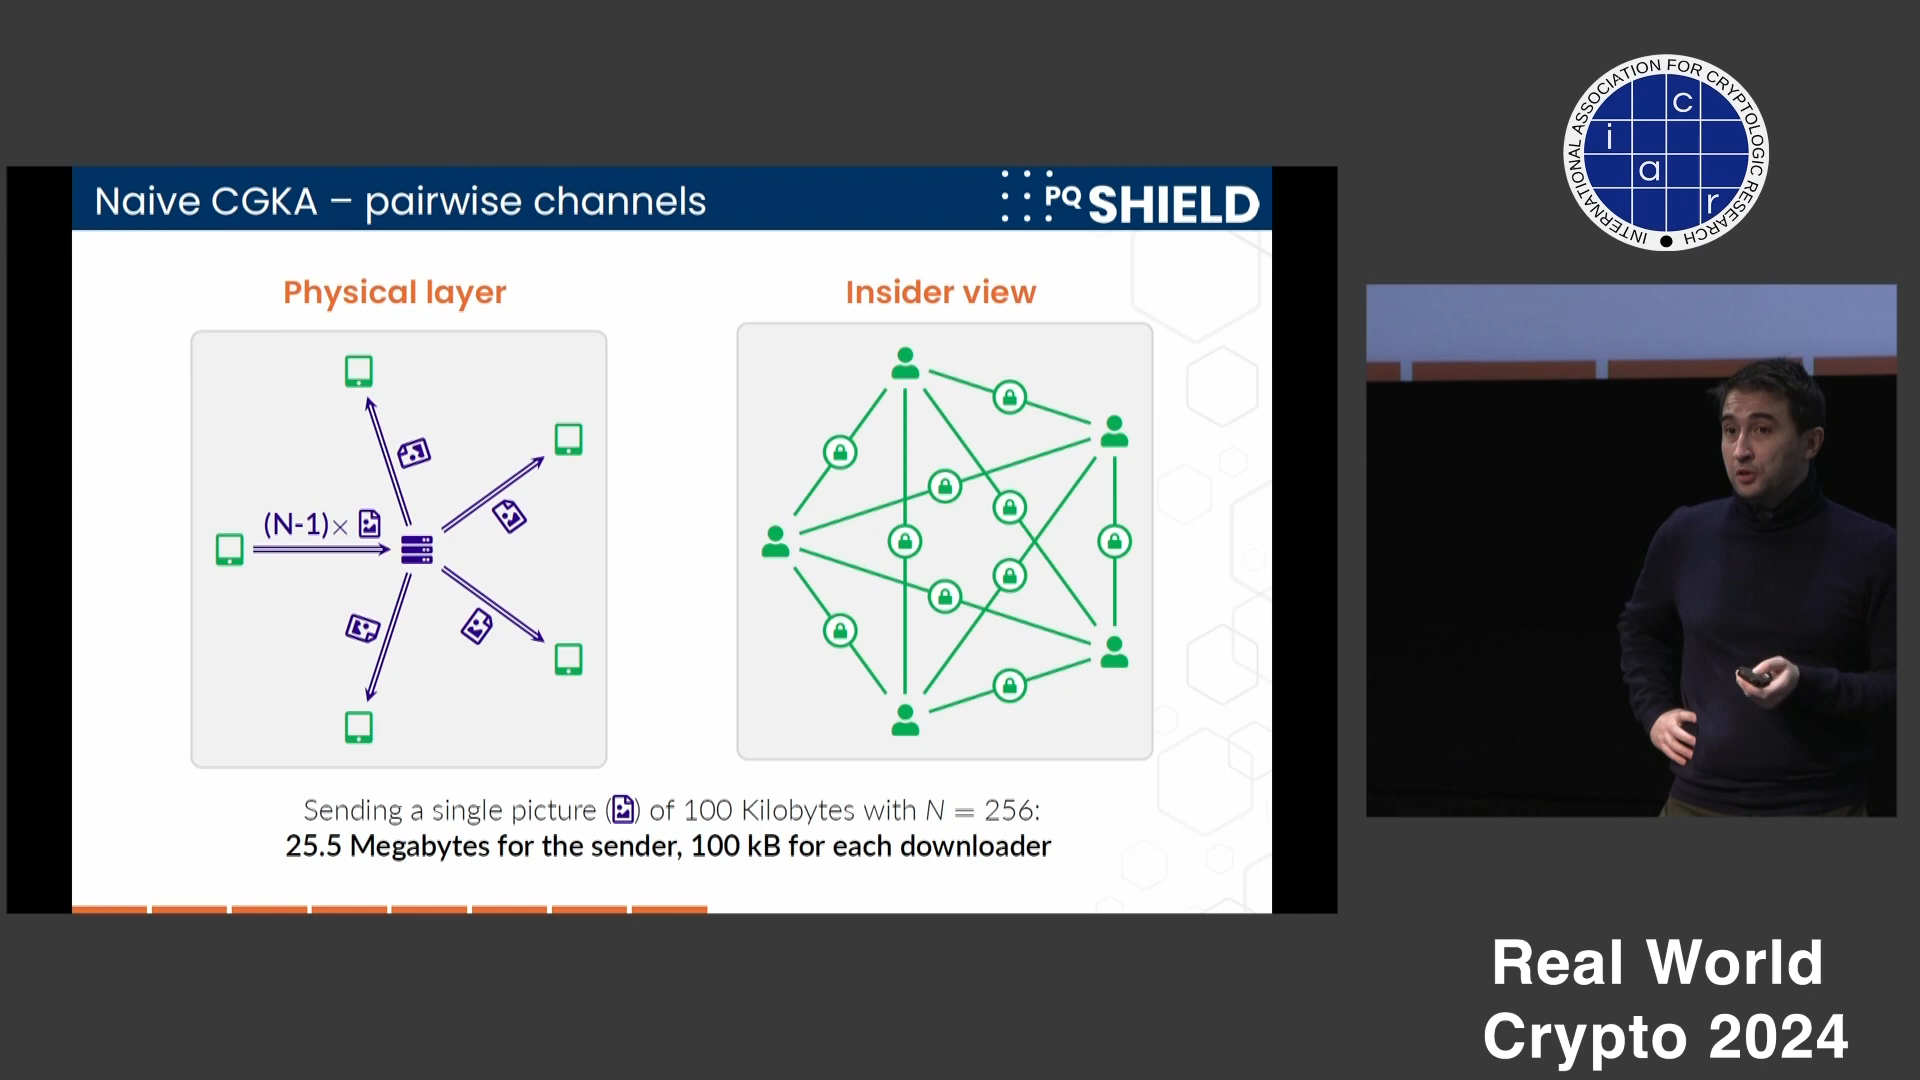 Naive CGKA – pairwise channels
PQ SHIELD
Physical layer
Insider view
(N-1)×
Sending a single picture ( ) of 100 Kilobytes with N = 256:
25.5 Megabytes for the sender, 100 kB for each downloader
INTERNATIONAL ASSOCIATION FOR CRYPTOLOGIC RESEARCH
c
i
a
r
Real World
Crypto 2024